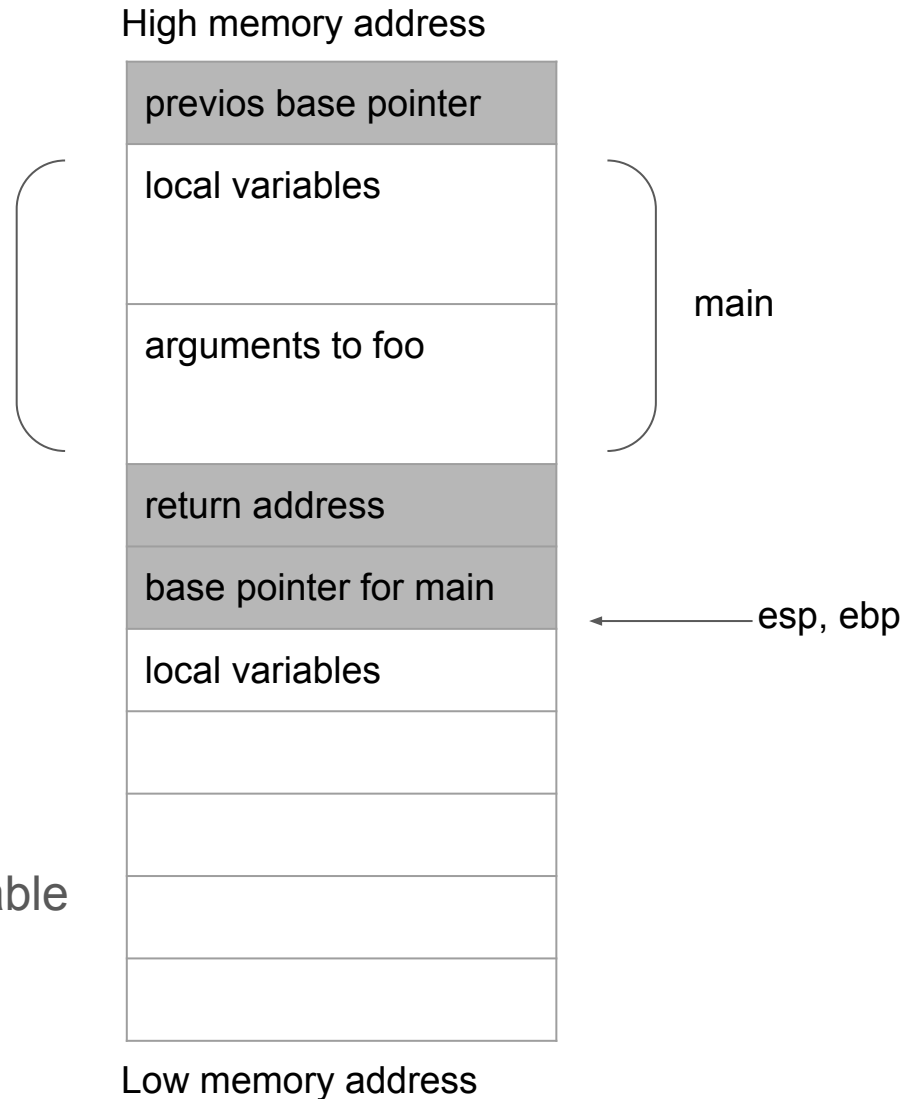 High memory address
previos base pointer
local variables
arguments to foo
main
return address
base pointer for main
esp, ebp
local variables
able
Low memory address